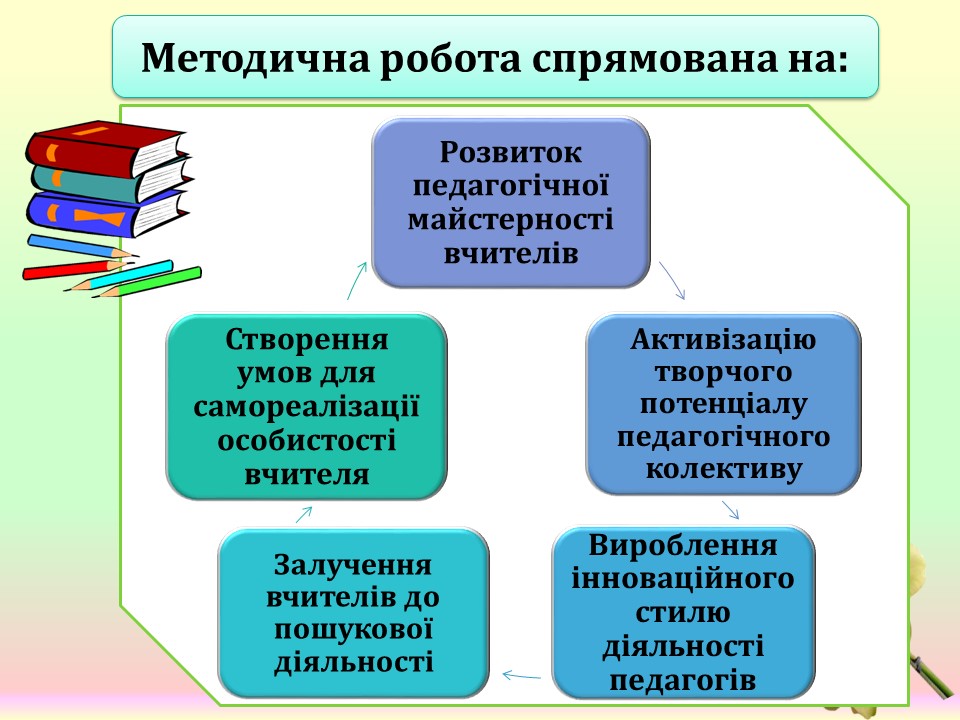 Методична робота спрямована на:
Розвиток
педагогічної
майстерності
вчителів
Активізацію
творчого
потенціалу
педагогічного
колективу
Вироблення
інноваційного
стилю
діяльності
педагогів
Залучення
вчителів до
пошукової
діяльності
Створення
умов для
самореалізації
особистості
вчителя